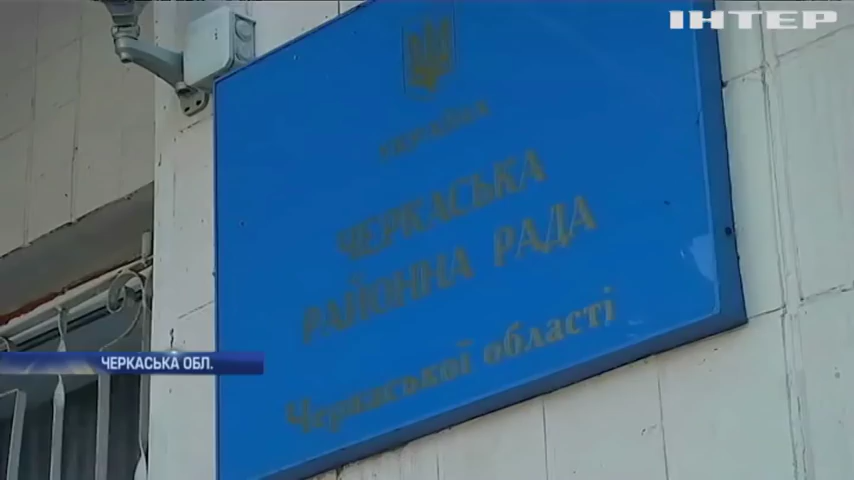 ІНТЕР
УКРАЇНА
ЧЕРКАСЬКА
РАЙОННА РАДА
Черкаської області
ЧЕРКАСЬКА ОБЛ.